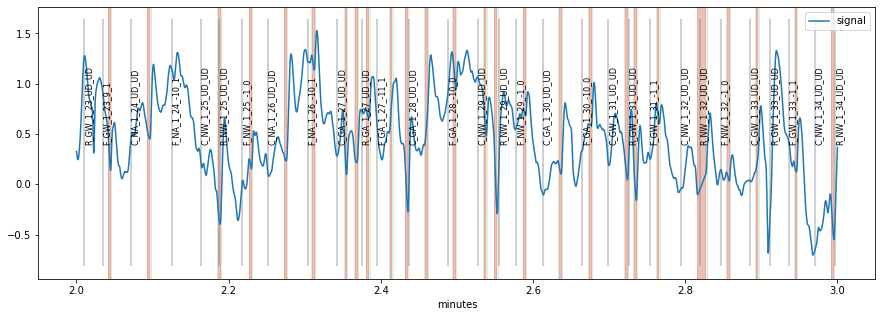 signal
1.5
1.0
0.5
0.0
−0.5
R_GW_1_23_UD_UD
F_GW_1_23_9_1
C_NA_1_24_UD_UD
F_NA_1_24_-10_1
C_NW_1_25_UD_UD
R_NW_1_25_UD_UD
F_NW_1_25_-1_0
C_NA_1_26_UD_UD
F_NA_1_26_-10_1
C_GA_1_27_UD_UD
R_GA_1_27_UD_UD
F_GA_1_27_-11_1
C_GA_1_28_UD_UD
F_GA_1_28_-10_0
C_NW_1_29_UD_UD
R_NW_1_29_UD_UD
F_NW_1_29_-1_0
C_GA_1_30_UD_UD
F_GA_1_30_-10_0
C_GW_1_31_UD_UD
R_GW_1_31_UD_UD
F_GW_1_31_-1_1
C_NW_1_32_UD_UD
R_NW_1_32_UD_UD
F_NW_1_32_-1_0
C_GW_1_33_UD_UD
R_GW_1_33_UD_UD
F_GW_1_33_-1_1
C_NW_1_34_UD_UD
R_NW_1_34_UD_UD
2.0 2.2 2.4 2.6 2.8 3.0
minutes